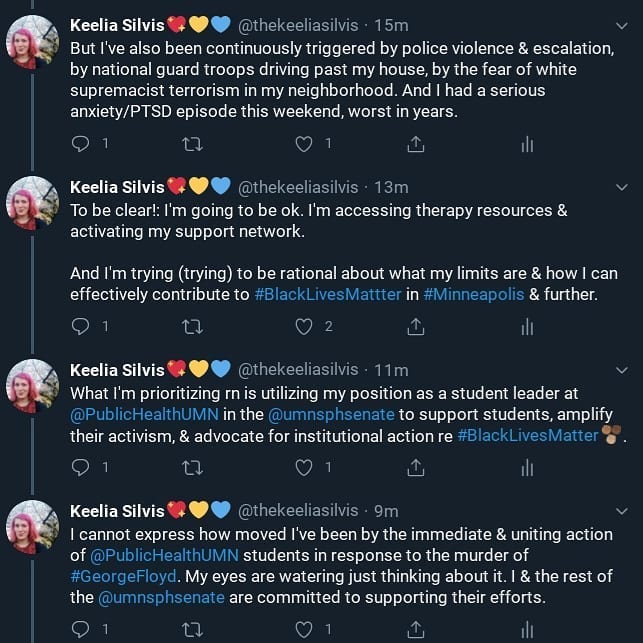 Keelia Silvis💖💛💙 @thekeeliasilvis · 15m
But I've also been continuously triggered by police violence & escalation,
by national guard troops driving past my house, by the fear of white
supremacist terrorism in my neighborhood. And I had a serious
anxiety/PTSD episode this weekend, worst in years.
1 1
Keelia Silvis💖💛💙 @thekeeliasilvis · 13m
To be clear!: I'm going to be ok. I'm accessing therapy resources &
activating my support network.
And I'm trying (trying) to be rational about what my limits are & how I can
effectively contribute to #BlackLivesMattter in #Minneapolis & further.
1 2
Keelia Silvis💖💛💙 @thekeeliasilvis · 11m
What I'm prioritizing rn is utilizing my position as a student leader at
@PublicHealthUMN in the @umnsphsenate to support students, amplify
their activism, & advocate for institutional action re #BlackLivesMatter.
1 1
Keelia Silvis💖💛💙 @thekeeliasilvis · 9m
I cannot express how moved I've been by the immediate & uniting action
of @PublicHealthUMN students in response to the murder of
#GeorgeFloyd. My eyes are watering just thinking about it. I & the rest of
the @umnsphsenate are committed to supporting their efforts.
1 1